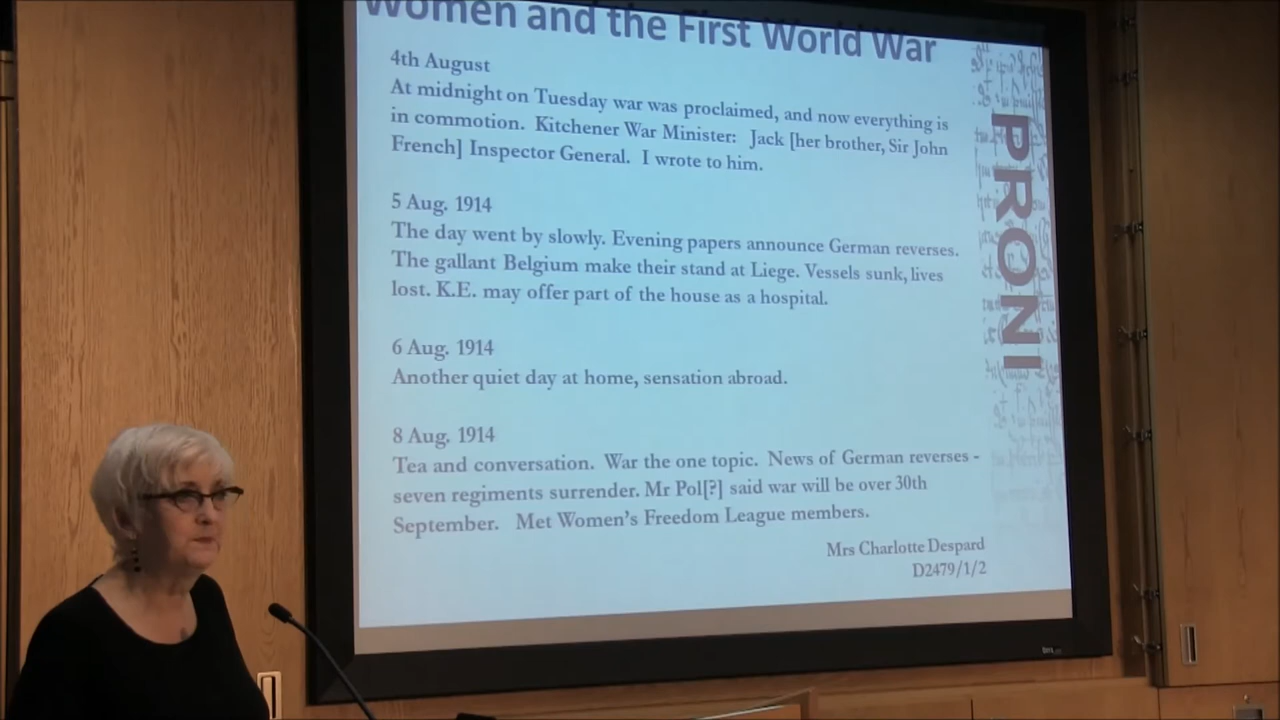 Women and the First World War
4th August
At midnight on Tuesday war was proclaimed, and now everything is
in commotion. Kitchener War Minister: Jack [her brother, Sir John
French] Inspector General. I wrote to him.
5 Aug. 1914
The day went by slowly. Evening papers announce German reverses.
The gallant Belgium make their stand at Liege. Vessels sunk, lives
lost. K.E. may offer part of the house as a hospital.
6 Aug. 1914
Another quiet day at home, sensation abroad.
8 Aug. 1914
Tea and conversation. War the one topic. News of German reverses -
seven regiments surrender. Mr Pol[?] said war will be over 30th
September. Met Women's Freedom League members.
Mrs Charlotte Despard
D2479/1/2
PRONI